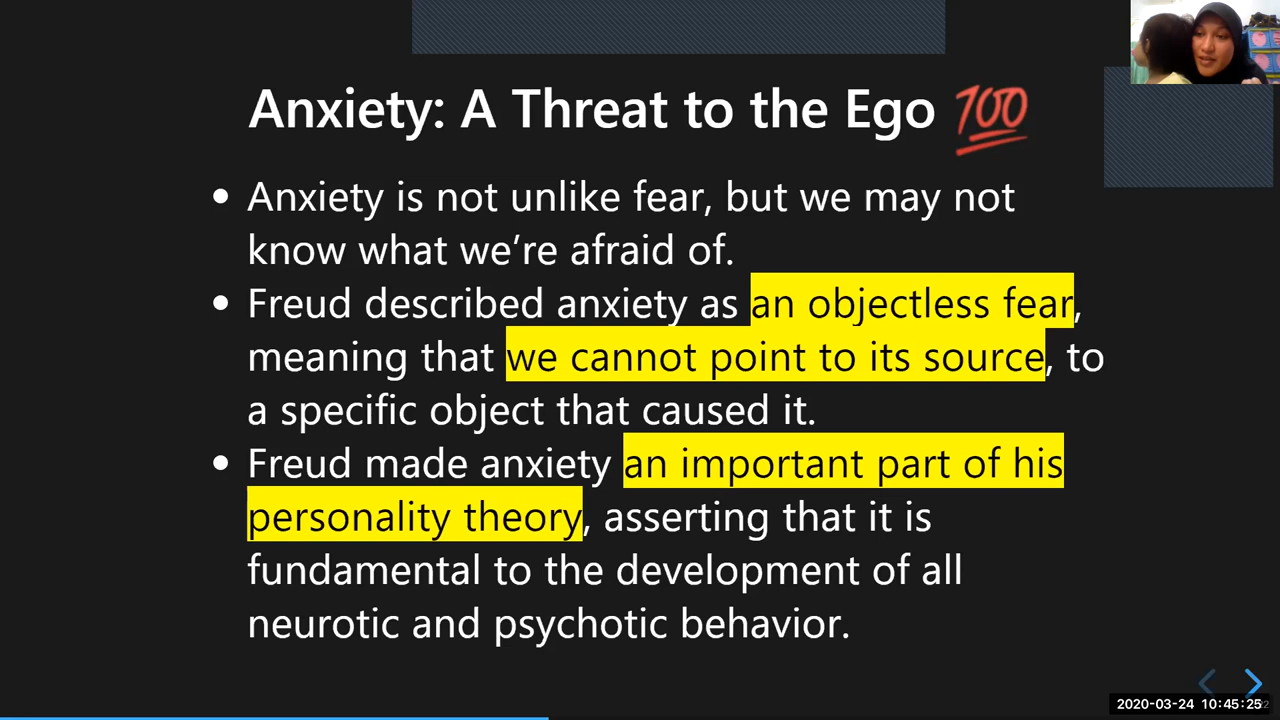 Anxiety: A Threat to the Ego 💯
• Anxiety is not unlike fear, but we may not
know what we’re afraid of.
• Freud described anxiety as an objectless fear,
meaning that we cannot point to its source, to
a specific object that caused it.
• Freud made anxiety an important part of his
personality theory, asserting that it is
fundamental to the development of all
neurotic and psychotic behavior.
2020-03-24 10:45:25